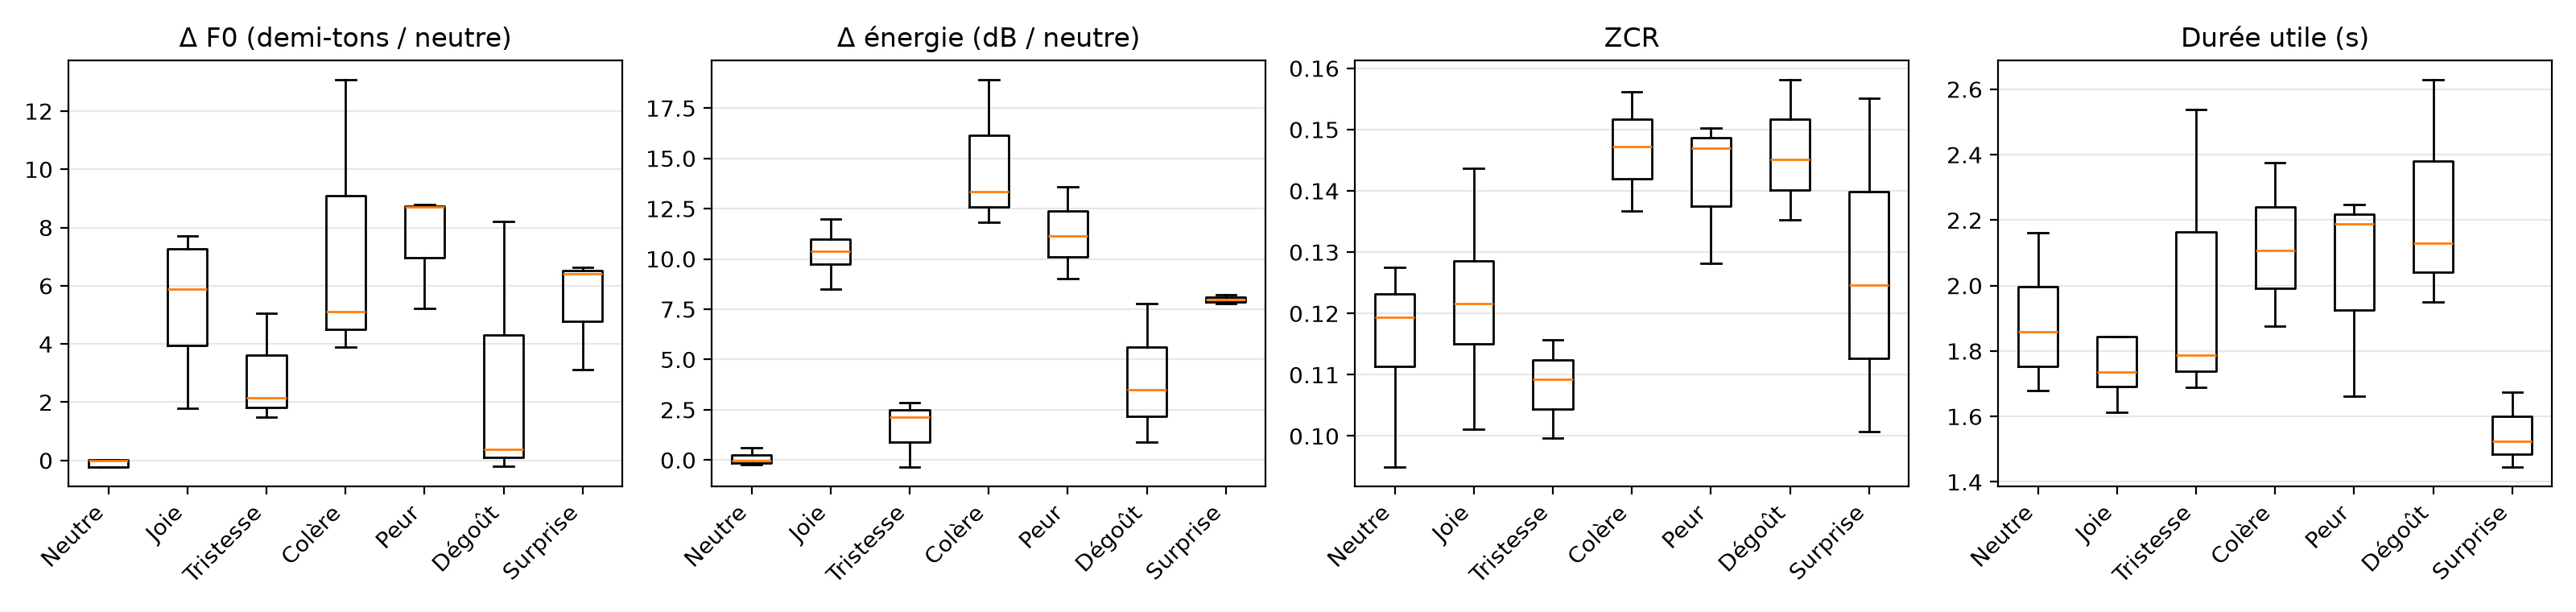 Δ F0 (demi-tons / neutre)
12
10
8
6
4
2
0
Neutre
Joie
Tristesse
Colère
Peur
Dégoût
Surprise
Δ énergie (dB / neutre)
17.5
15.0
12.5
10.0
7.5
5.0
2.5
0.0
Neutre
Joie
Tristesse
Colère
Peur
Dégoût
Surprise
ZCR
0.16
0.15
0.14
0.13
0.12
0.11
0.10
Neutre
Joie
Tristesse
Colère
Peur
Dégoût
Surprise
Durée utile (s)
2.6
2.4
2.2
2.0
1.8
1.6
1.4
Neutre
Joie
Tristesse
Colère
Peur
Dégoût
Surprise